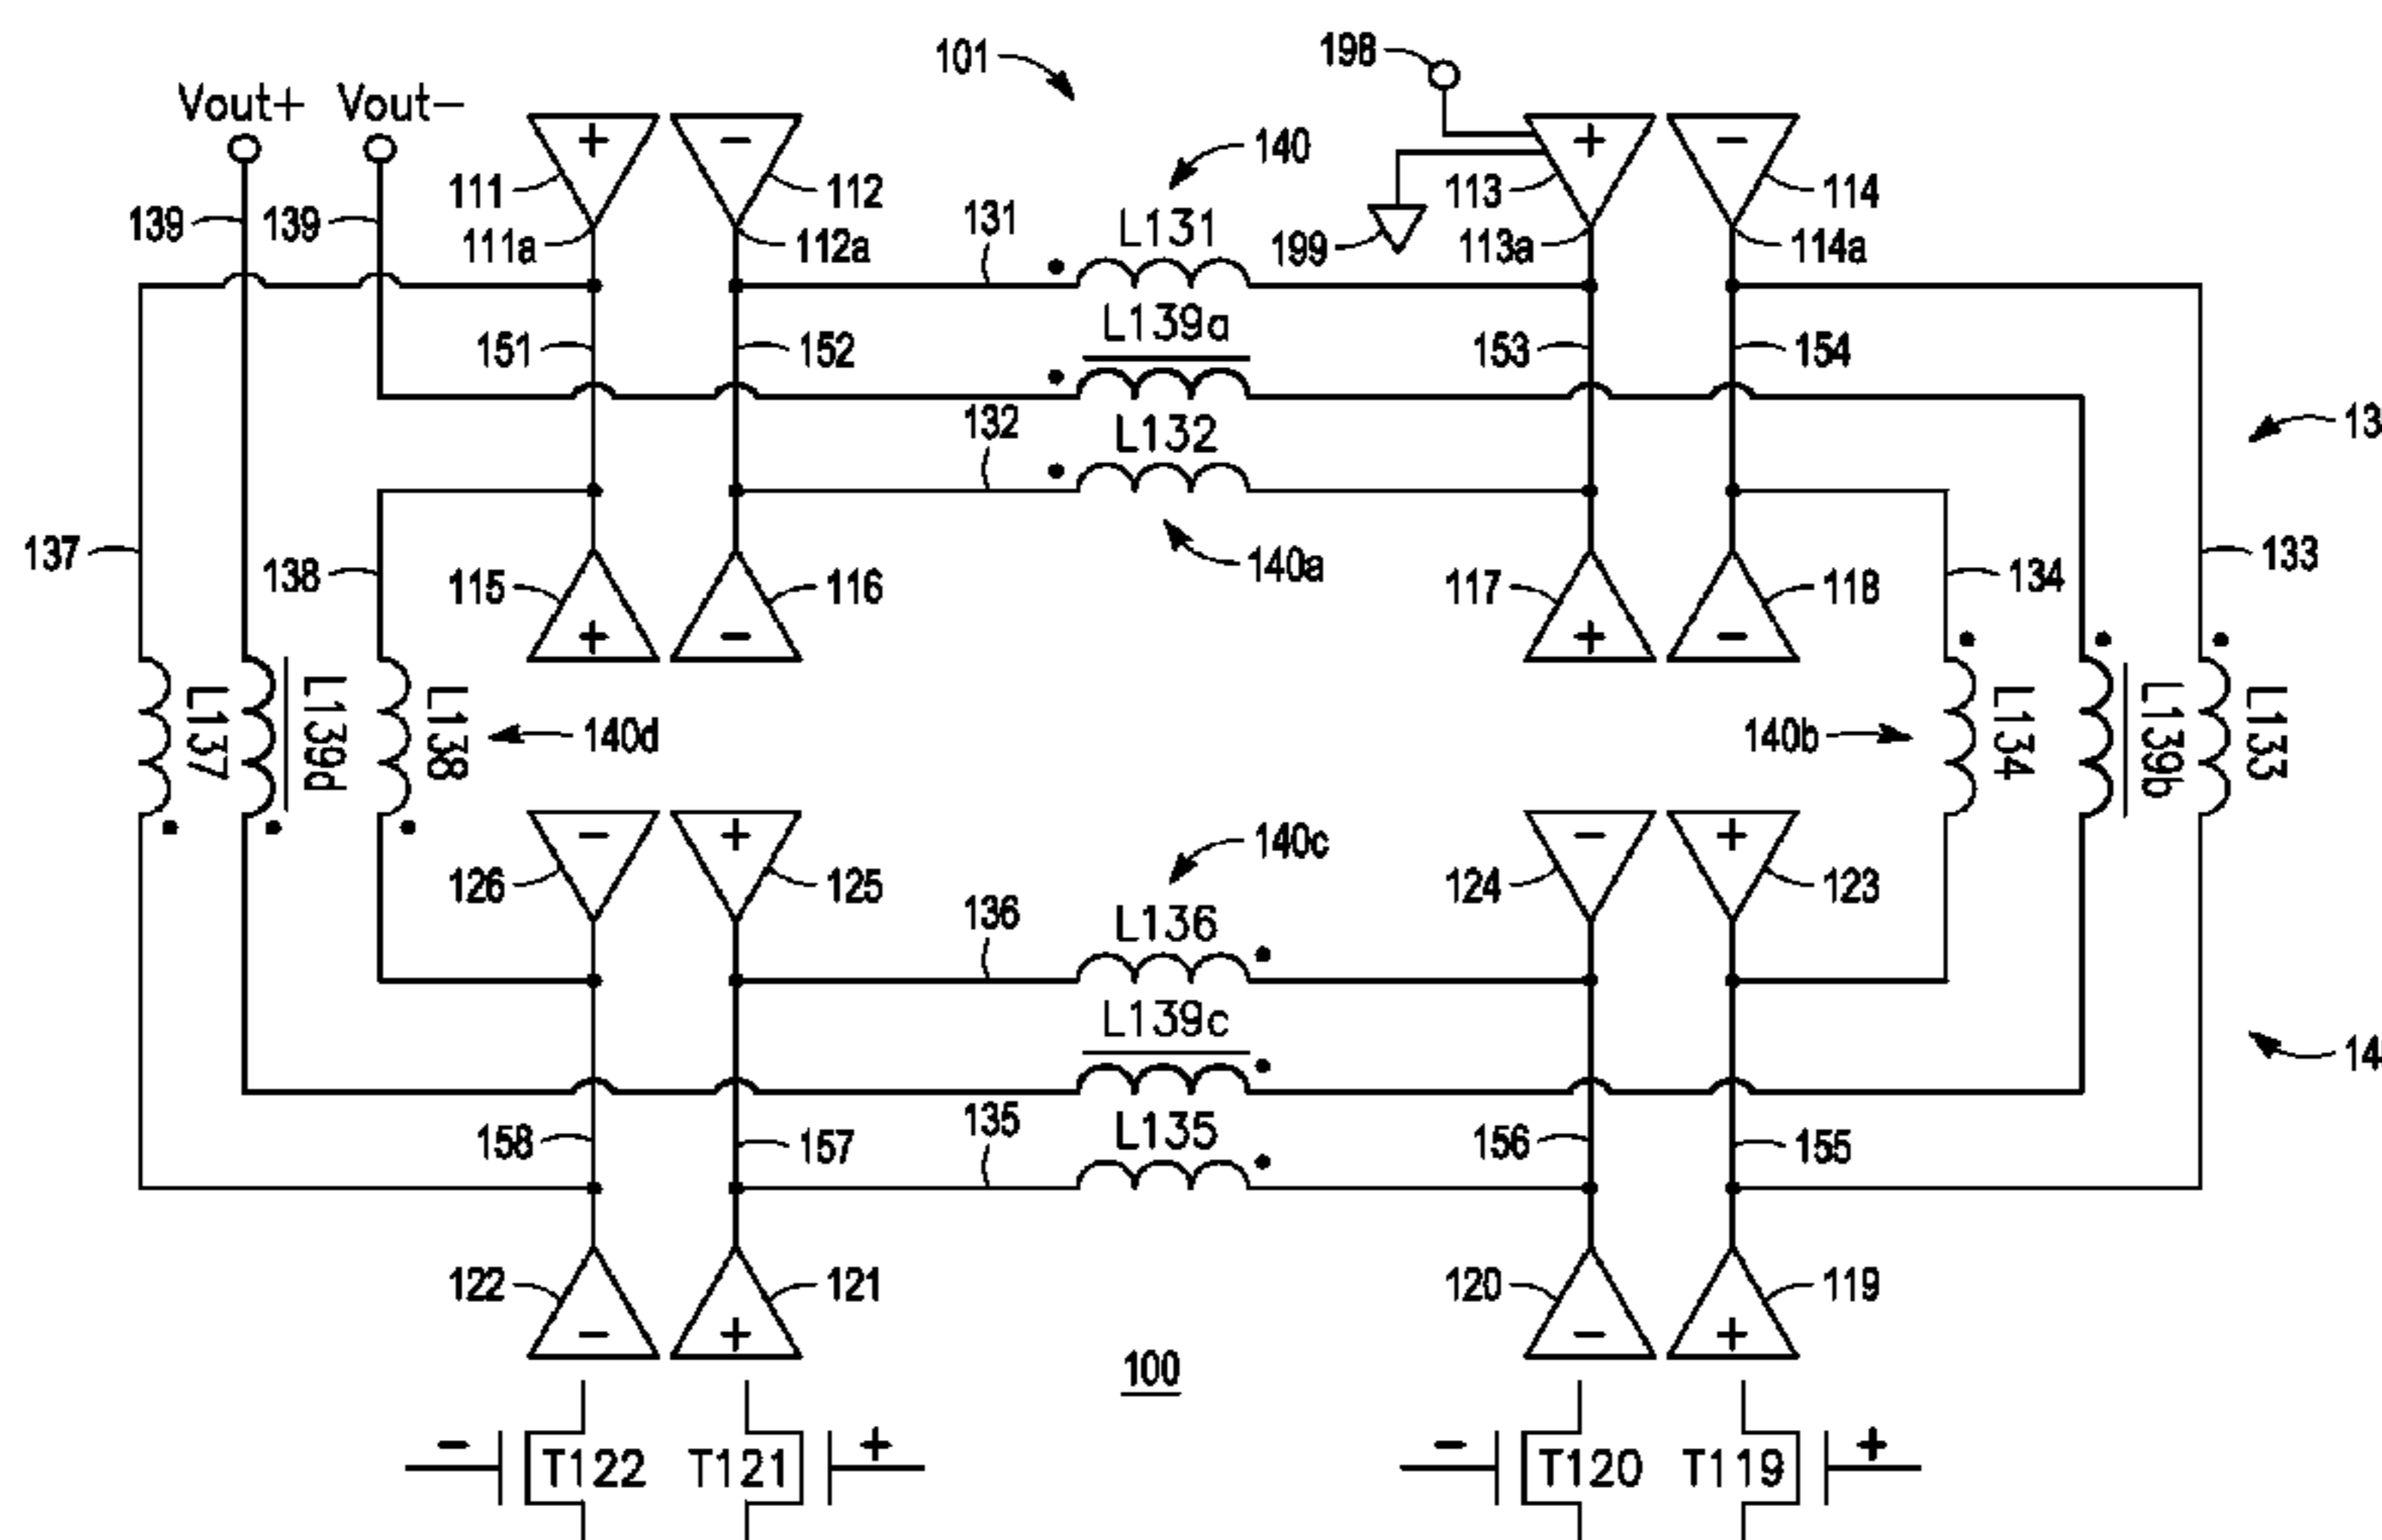 101
198
Vout+ Vout-
+ - + -
139 139 111 112 140 113 114
111a 112a 131 L131 199 113a 114a
L139a
151 152 153 154
132 L132
137 138 115 116 140a 117 118 134 133
+ - + -
L137 L139d L138 140d 140b L134 L139b L133
- + - +
126 125 140c 124 123
136 L136
L139c
158 157 135 L135 156 155
122 121 120 119
- + - +
100
- T122 T121 + - T120 T119 +